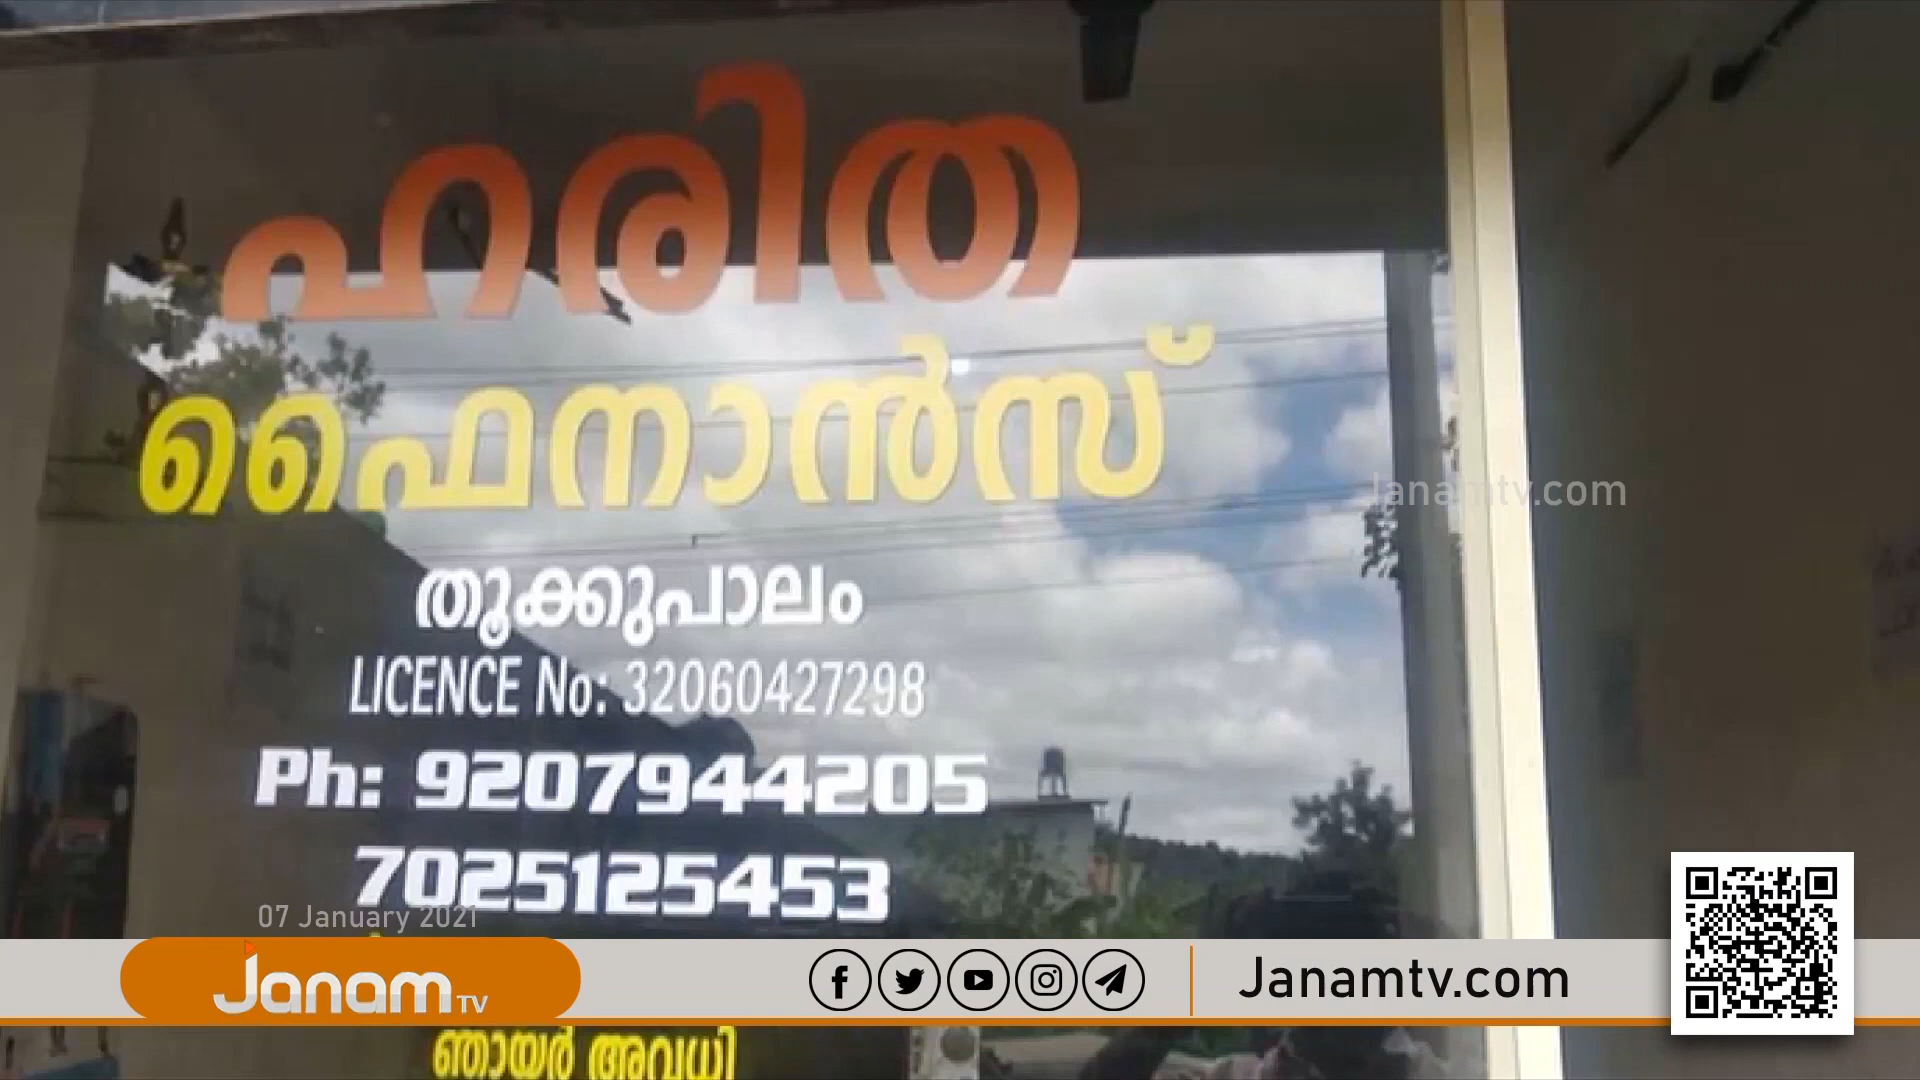 ഹരിത
ഫൈനാൻസ്
തൂക്കുപാലം
LICENCE No: 32060427298
Ph: 9207944205
7025125453
Janamtv.com
07 January 2021
Janam TV
Janamtv.com
ഞായർ അവധി